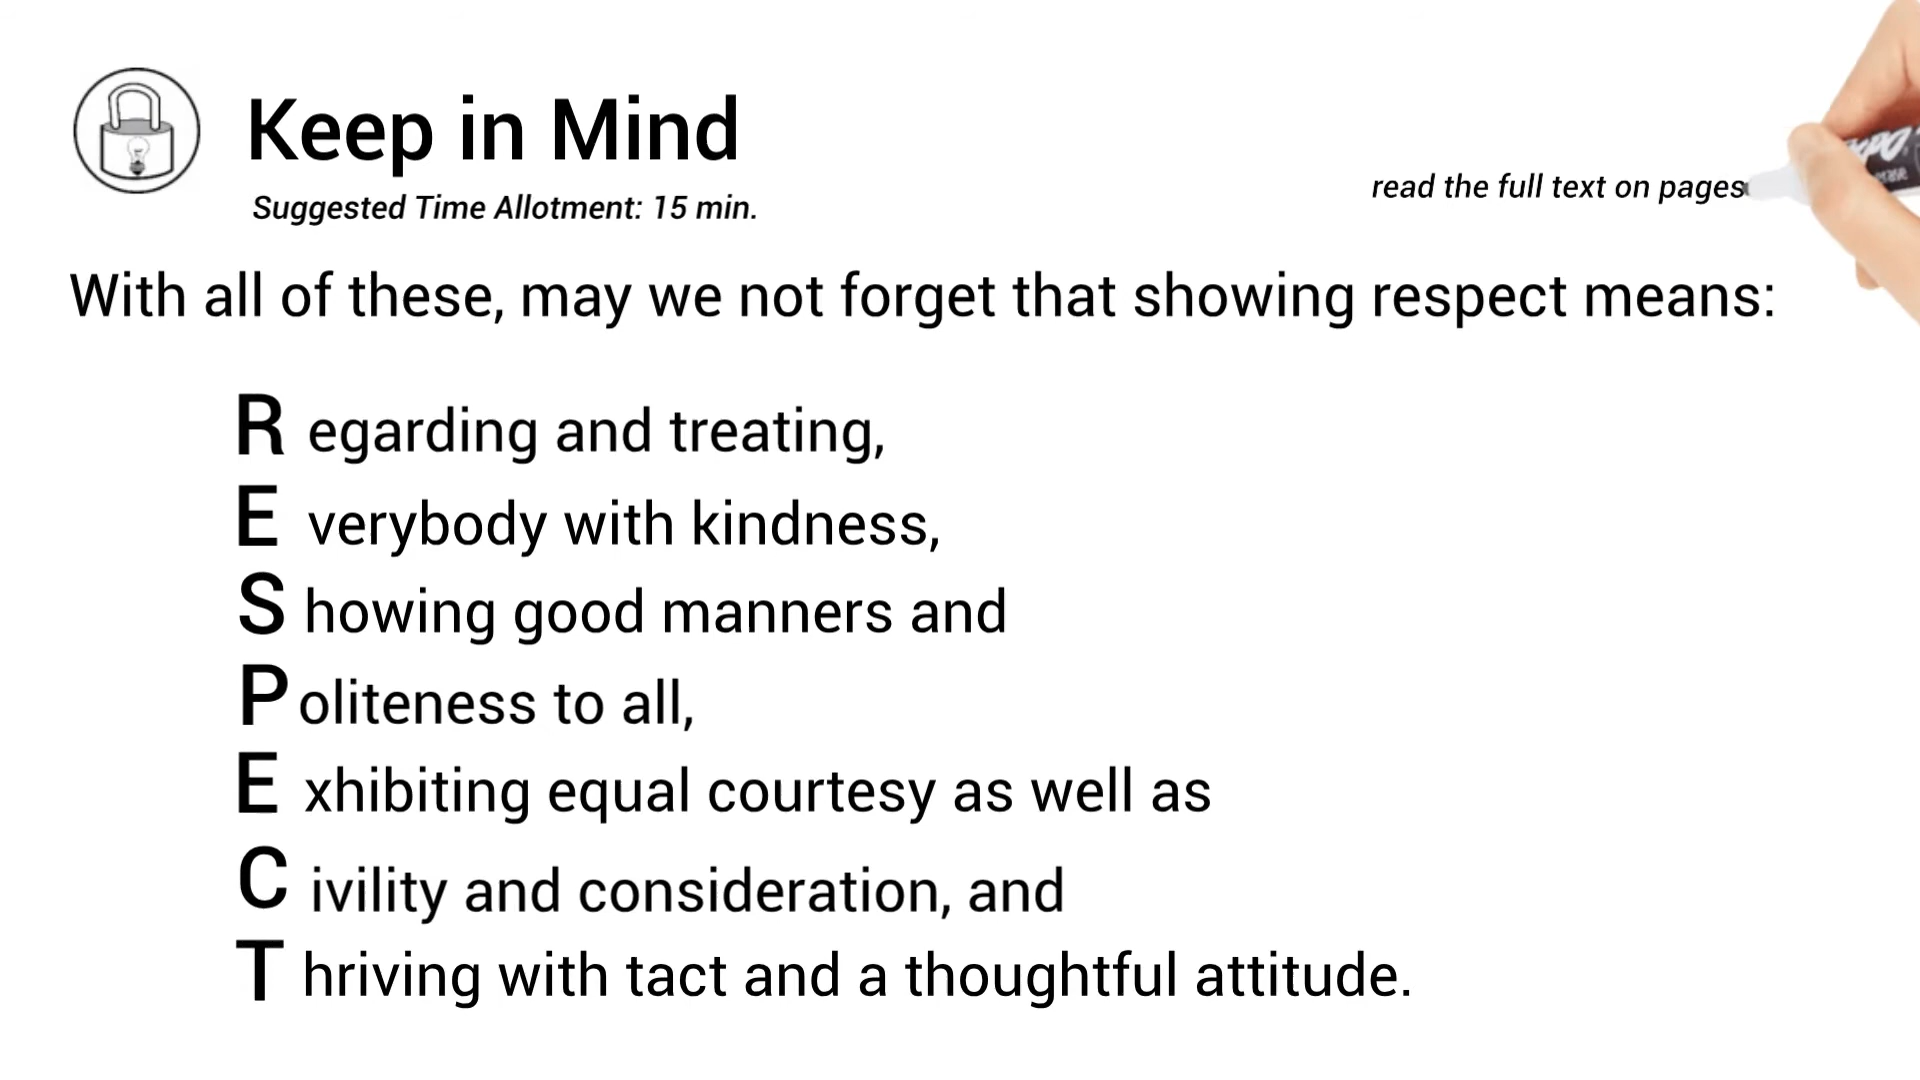 Keep in Mind
Suggested Time Allotment: 15 min.
read the full text on pages
With all of these, may we not forget that showing respect means:
R egarding and treating,
E verybody with kindness,
S howing good manners and
P oliteness to all,
E xhibiting equal courtesy as well as
C ivility and consideration, and
T hriving with tact and a thoughtful attitude.